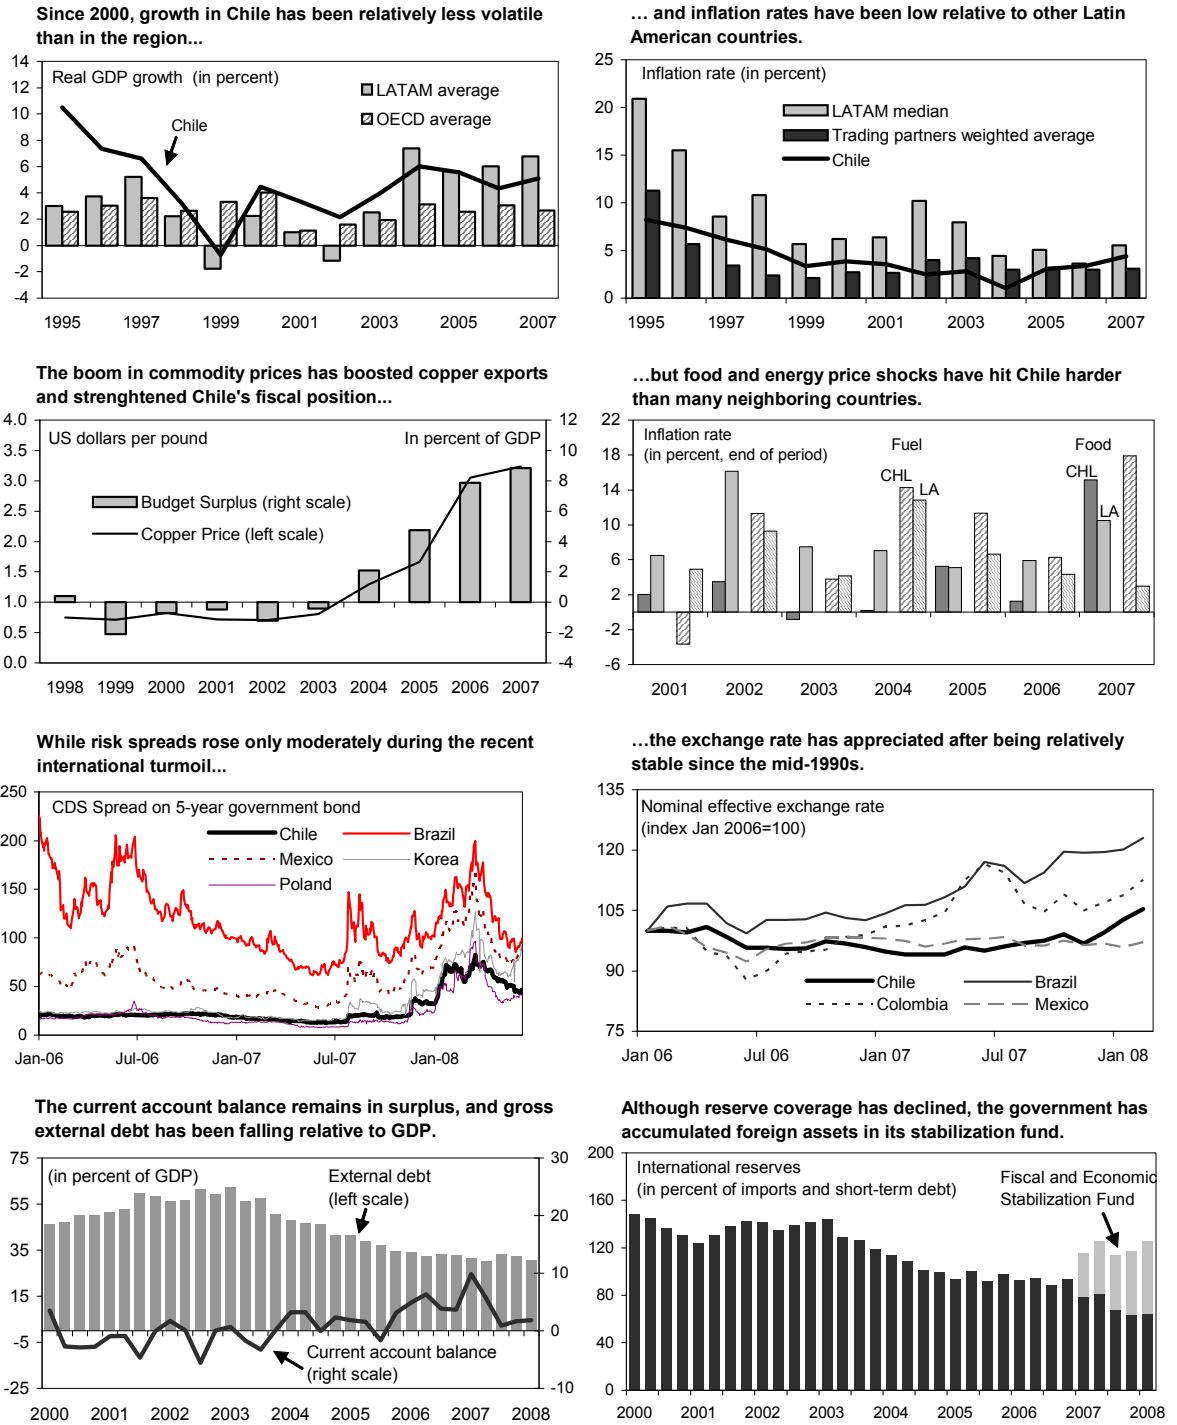 Since 2000, growth in Chile has been relatively less volatile
than in the region...
14
12
10
8
6
4
2
0
-2
-4
Real GDP growth (in percent)
LATAM average
OECD average
Chile
1995 1997 1999 2001 2003 2005 2007
… and inflation rates have been low relative to other Latin
American countries.
25
20
15
10
5
0
Inflation rate (in percent)
LATAM median
Trading partners weighted average
Chile
1995 1997 1999 2001 2003 2005 2007
The boom in commodity prices has boosted copper exports
and strenghtened Chile's fiscal position...
4.0
3.5
3.0
2.5
2.0
1.5
1.0
0.5
0.0
US dollars per pound
In percent of GDP
Budget Surplus (right scale)
Copper Price (left scale)
12
10
8
6
4
2
0
-2
-4
1998 1999 2000 2001 2002 2003 2004 2005 2006 2007
…but food and energy price shocks have hit Chile harder
than many neighboring countries.
22
18
14
10
6
2
-2
-6
Inflation rate
(in percent, end of period)
Fuel
CHL
LA
Food
CHL
LA
2001 2002 2003 2004 2005 2006 2007
While risk spreads rose only moderately during the recent
international turmoil...
250
200
150
100
50
0
CDS Spread on 5-year government bond
Chile Brazil
Mexico Korea
Poland
Jan-06 Jul-06 Jan-07 Jul-07 Jan-08
…the exchange rate has appreciated after being relatively
stable since the mid-1990s.
135
120
105
90
75
Nominal effective exchange rate
(index Jan 2006=100)
Chile Brazil
Colombia Mexico
Jan 06 Jul 06 Jan 07 Jul 07 Jan 08
The current account balance remains in surplus, and gross
external debt has been falling relative to GDP.
75
55
35
15
-5
-25
(in percent of GDP)
External debt
(left scale)
Current account balance
(right scale)
30
20
10
0
-10
2000 2001 2002 2003 2004 2005 2006 2007 2008
Although reserve coverage has declined, the government has
accumulated foreign assets in its stabilization fund.
200
160
120
80
40
0
International reserves
(in percent of imports and short-term debt)
Fiscal and Economic
Stabilization Fund
2000 2001 2002 2003 2004 2005 2006 2007 2008